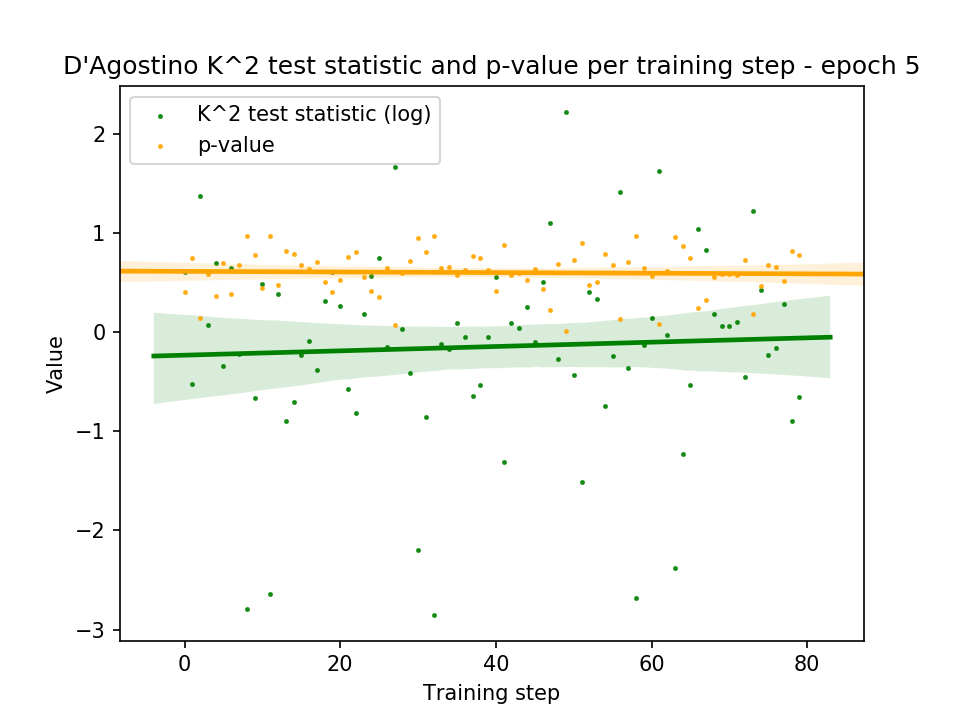 D'Agostino K^2 test statistic and p-value per training step - epoch 5
K^2 test statistic (log)
p-value
2
1
0
−1
−2
−3
Value
0 20 40 60 80
Training step